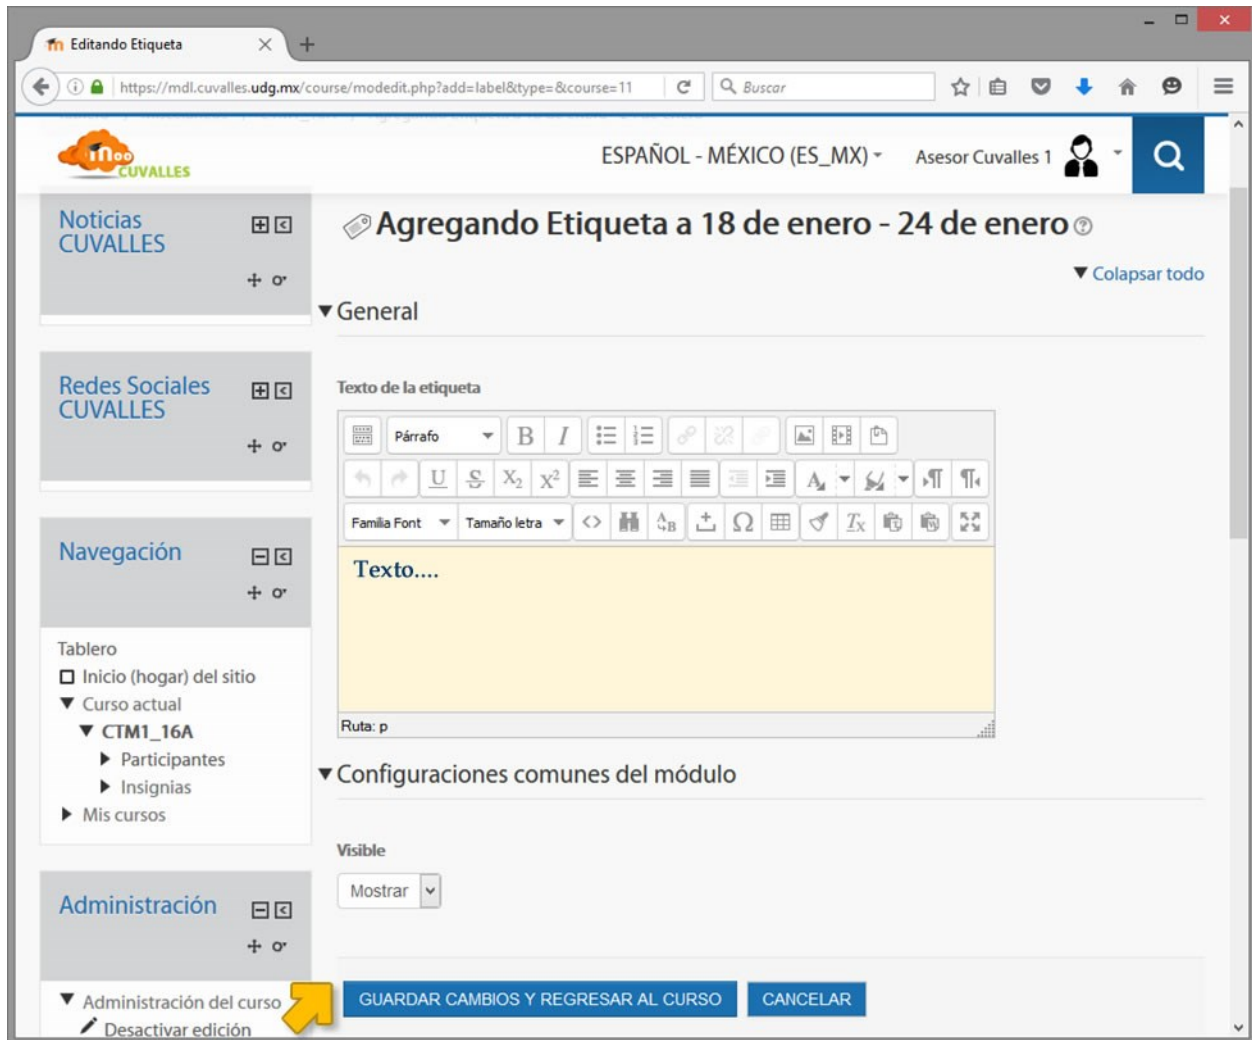 Editando Etiqueta
https://mdl.cuvalles.udg.mx/course/modedit.php?add=label&type=&course=11
Buscar
moo
CUVALLES
ESPAÑOL - MÉXICO (ES_MX)
Asesor Cuvalles 1
Noticias
CUVALLES
Agregando Etiqueta a 18 de enero - 24 de enero
Colapsar todo
General
Redes Sociales
CUVALLES
Texto de la etiqueta
Párrafo
B I
U S X₂ X²
A
Familia Font
Tamaño letra
Ω
Navegación
Texto....
Tablero
Inicio (hogar) del sitio
Curso actual
CTM1_16A
Participantes
Insignias
Mis cursos
Ruta: p
Configuraciones comunes del módulo
Visible
Mostrar
Administración
Administración del curso
Desactivar edición
GUARDAR CAMBIOS Y REGRESAR AL CURSO
CANCELAR